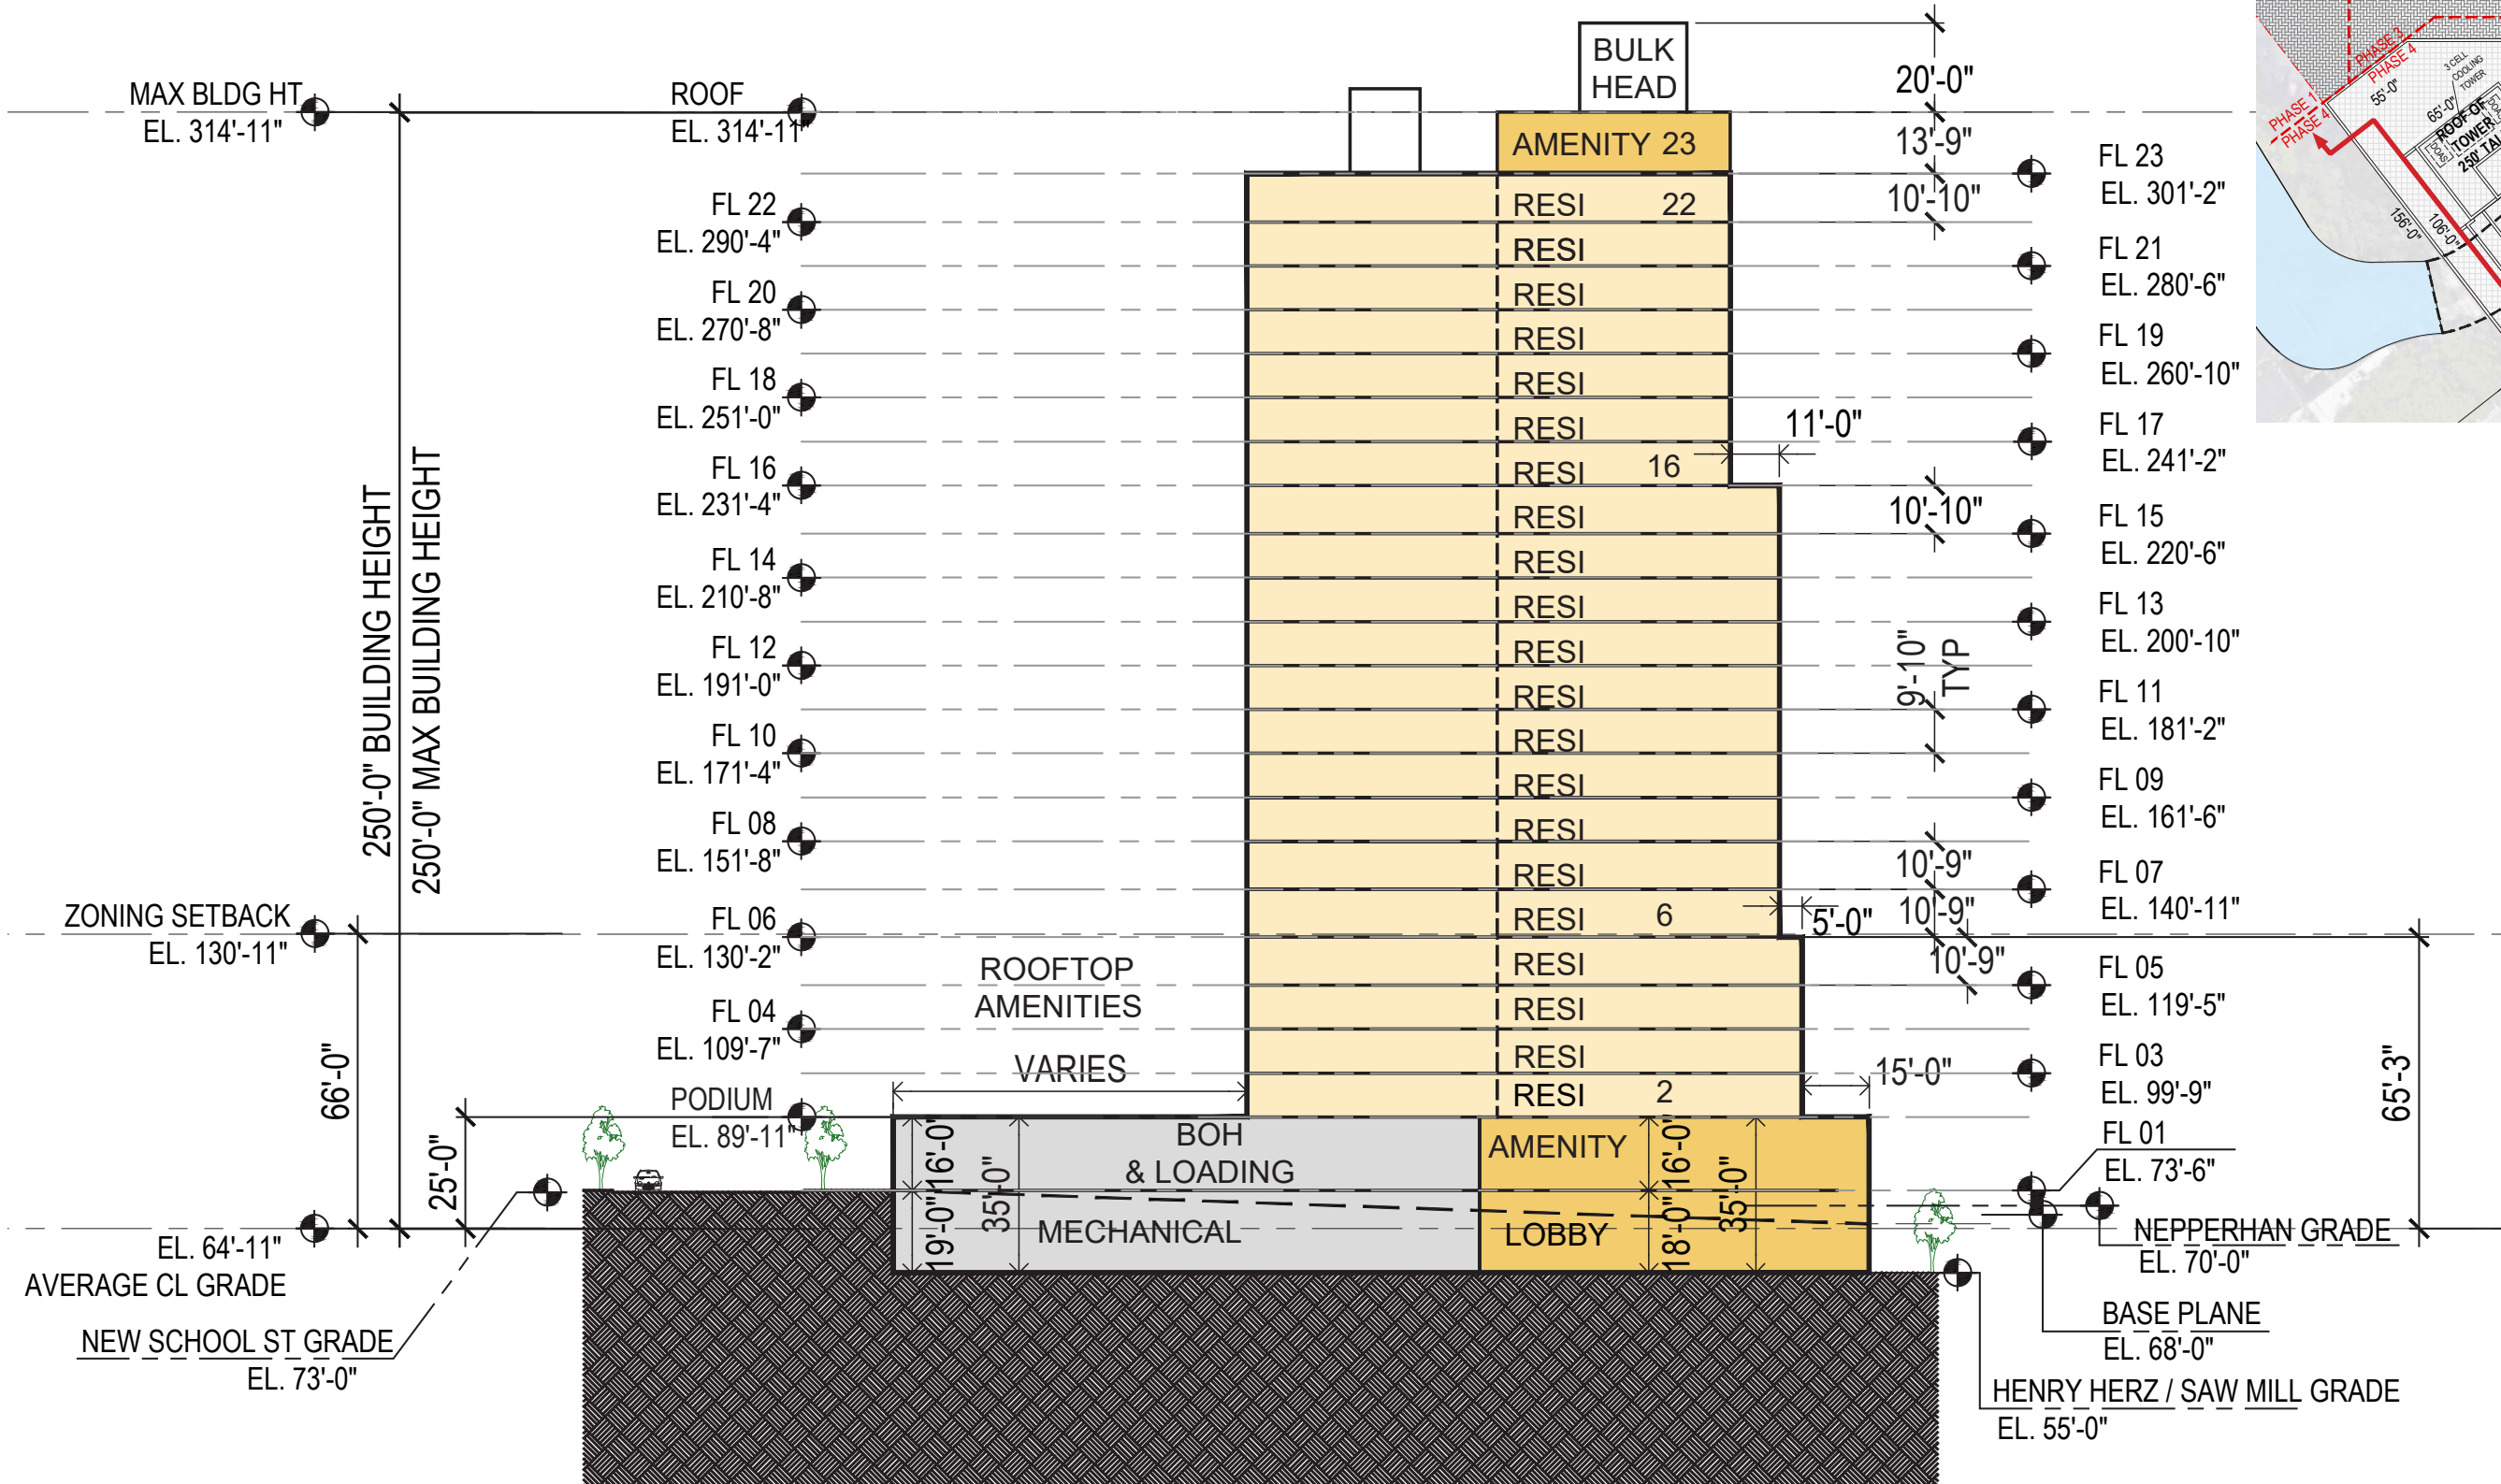 BULK
HEAD
20'-0"
MAX BLDG HT
EL. 314'-11"
ROOF
EL. 314'-11"
AMENITY 23
13'-9"
FL 23
EL. 301'-2"
FL 22
EL. 290'-4"
RESI 22
10'-10"
RESI
FL 21
EL. 280'-6"
FL 20
EL. 270'-8"
RESI
RESI
FL 19
EL. 260'-10"
FL 18
EL. 251'-0"
RESI
RESI
11'-0"
FL 17
EL. 241'-2"
FL 16
EL. 231'-4"
RESI 16
10'-10"
RESI
FL 15
EL. 220'-6"
FL 14
EL. 210'-8"
RESI
RESI
FL 13
EL. 200'-10"
FL 12
EL. 191'-0"
RESI
9'-10"
TYP
RESI
FL 11
EL. 181'-2"
FL 10
EL. 171'-4"
RESI
RESI
FL 09
EL. 161'-6"
FL 08
EL. 151'-8"
RESI
10'-9"
RESI
FL 07
EL. 140'-11"
250'-0" BUILDING HEIGHT
250'-0" MAX BUILDING HEIGHT
ZONING SETBACK
EL. 130'-11"
FL 06
EL. 130'-2"
RESI 6
5'-0"
10'-9"
10'-9"
ROOFTOP
AMENITIES
RESI
FL 05
EL. 119'-5"
FL 04
EL. 109'-7"
RESI
VARIES
RESI
15'-0"
FL 03
EL. 99'-9"
66'-0"
65'-3"
PODIUM
EL. 89'-11"
RESI 2
25'-0"
BOH
& LOADING
AMENITY
16'-0"
35'-0"
19'-0"
16'-0"
35'-0"
18'-0"
FL 01
EL. 73'-6"
MECHANICAL
LOBBY
NEPPERHAN GRADE
EL. 70'-0"
EL. 64'-11"
AVERAGE CL GRADE
BASE PLANE
EL. 68'-0"
NEW SCHOOL ST GRADE
EL. 73'-0"
HENRY HERZ / SAW MILL GRADE
EL. 55'-0"
PHASE 3
PHASE 4
PHASE 1
PHASE 4
55'-0"
3 CELL
COOLING
TOWER
65'-0"
ROOF OF
TOWER
250' TAL
DOAS
156'-0"
106'-0"